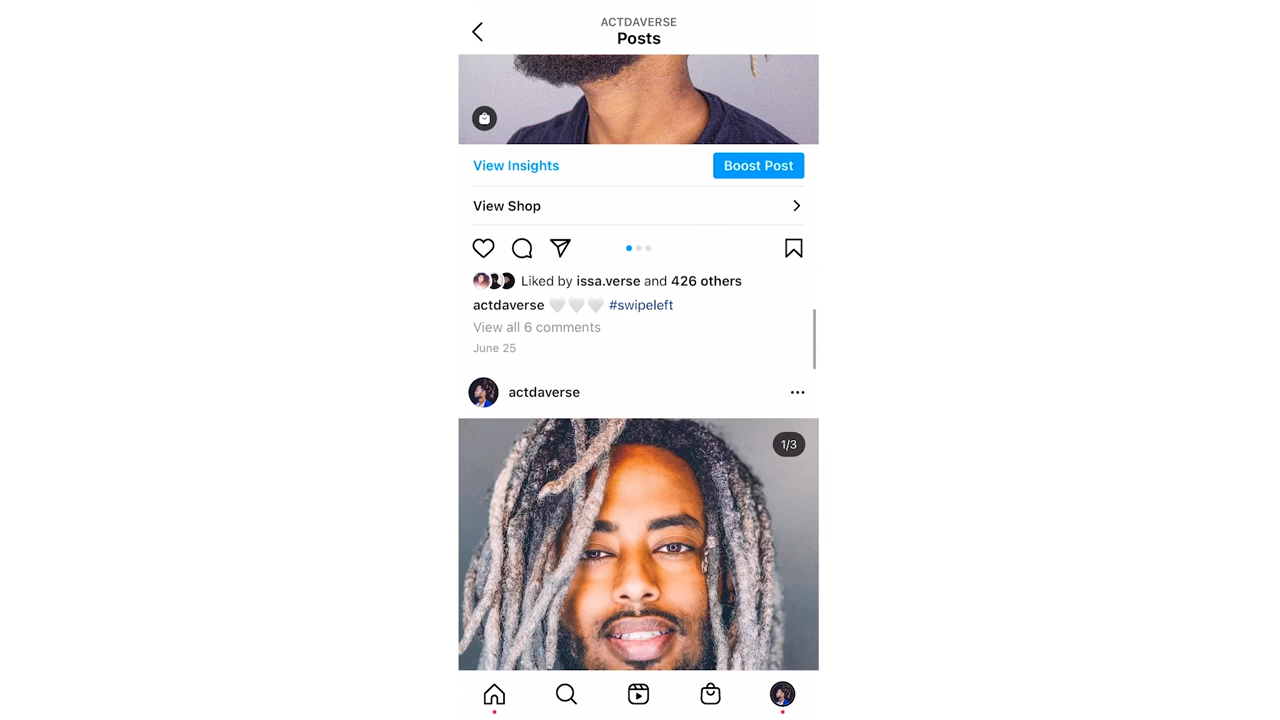 ACTDAVERSE
Posts
View Insights
Boost Post
View Shop
Liked by issa.verse and 426 others
actdaverse 🤍🤍🤍 #swipeleft
View all 6 comments
June 25
actdaverse
1/3